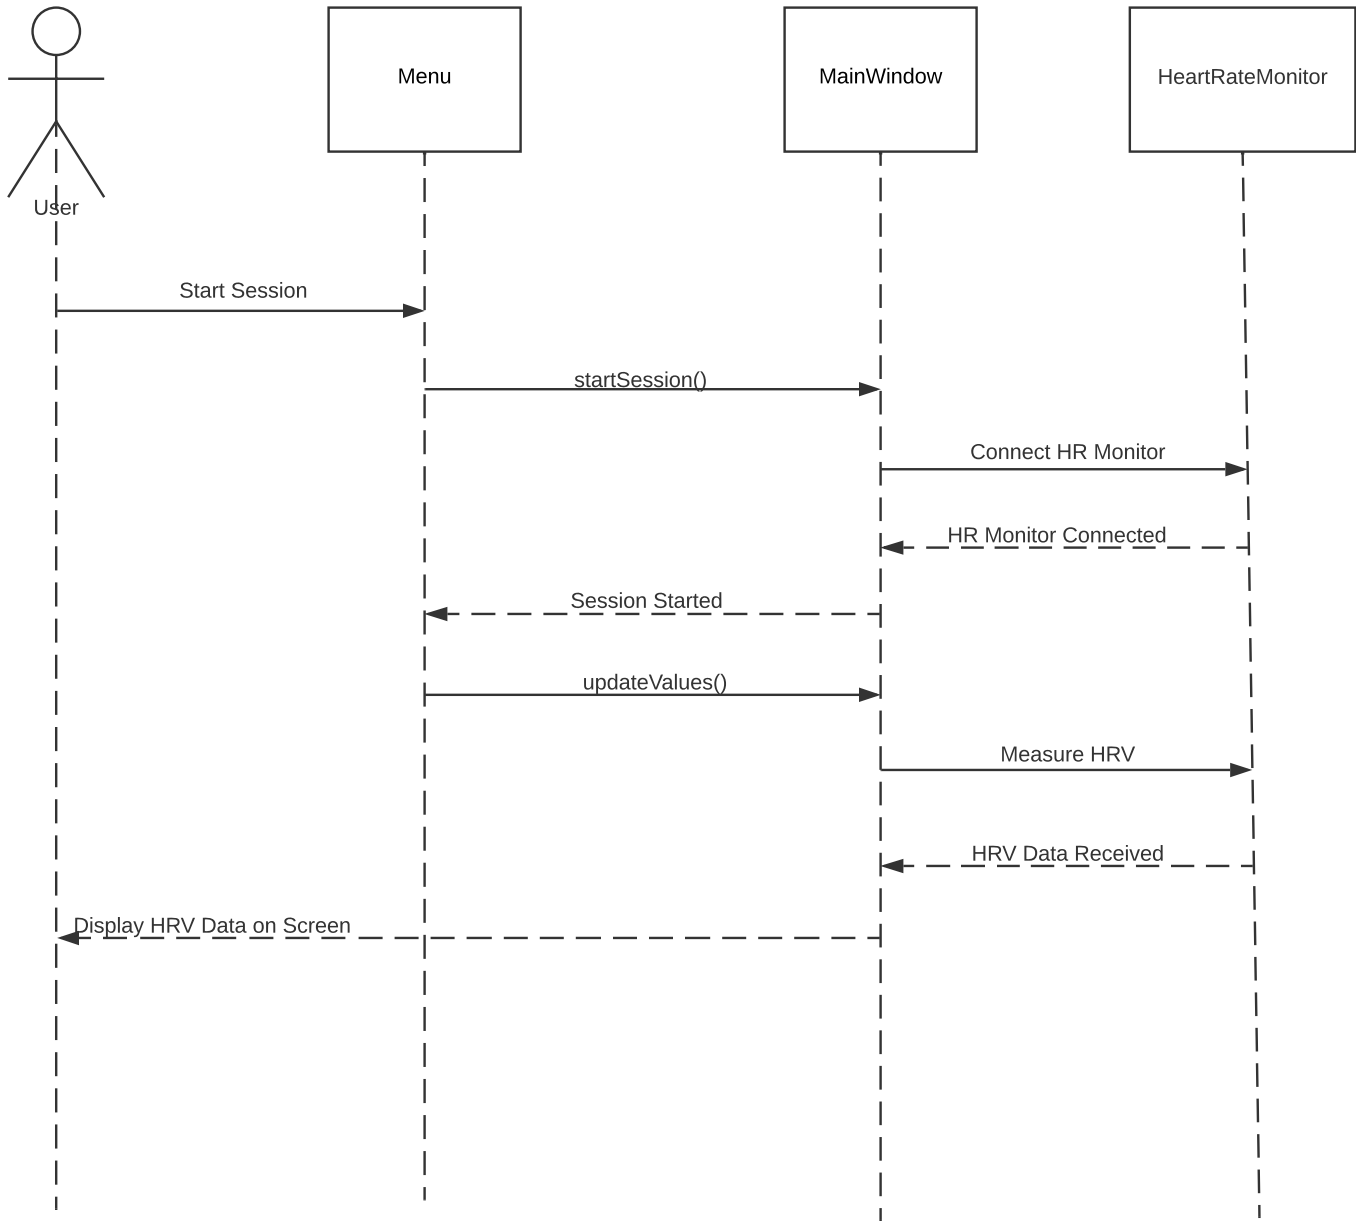 Menu
MainWindow
HeartRateMonitor
User
Start Session
startSession()
Connect HR Monitor
HR Monitor Connected
Session Started
updateValues()
Measure HRV
HRV Data Received
Display HRV Data on Screen